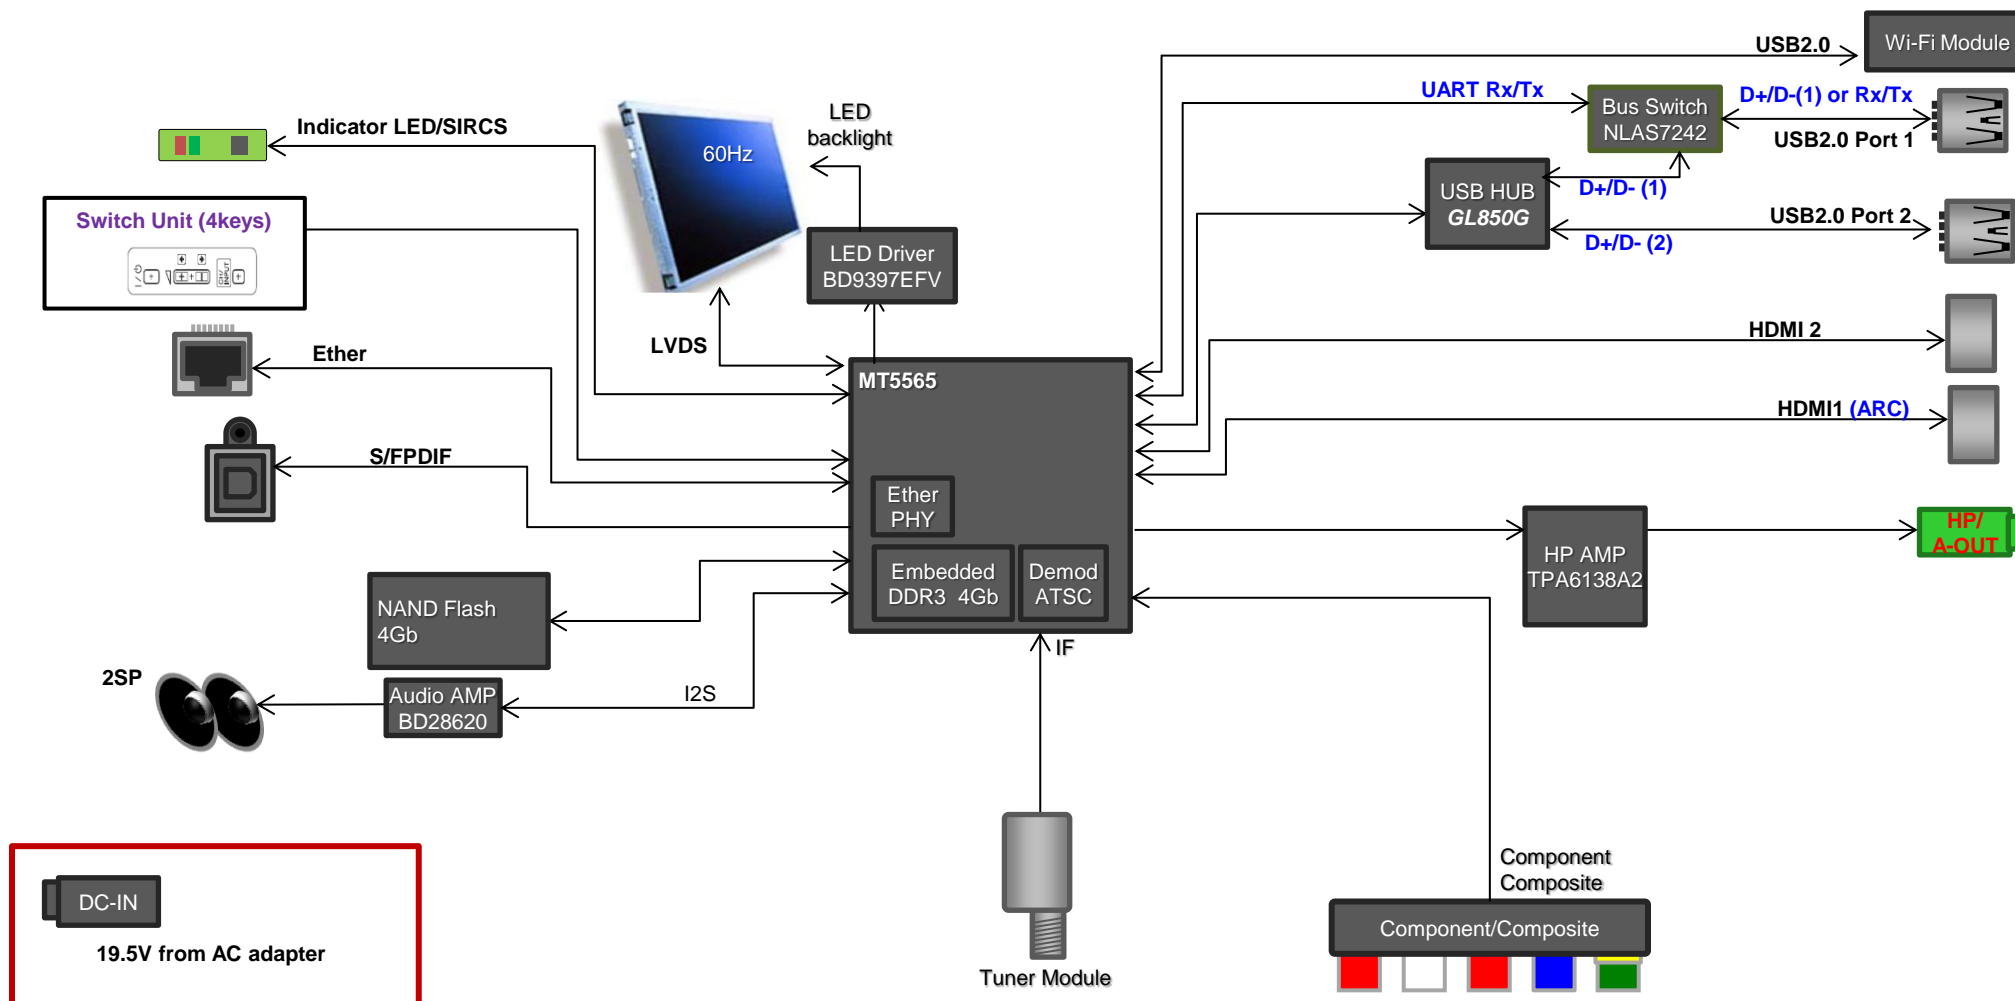 USB2.0
Wi-Fi Module
UART Rx/Tx
Bus Switch
NLAS7242
D+/D-(1) or Rx/Tx
USB2.0 Port 1
LED
backlight
Indicator LED/SIRCS
60Hz
USB HUB
GL850G
D+/D- (1)
USB2.0 Port 2
D+/D- (2)
Switch Unit (4keys)
I/
CH/
INPUT
LED Driver
BD9397EFV
LVDS
HDMI 2
Ether
MT5565
HDMI1 (ARC)
S/FPDIF
Ether
PHY
HP AMP
TPA6138A2
HP/
A-OUT
Embedded
DDR3 4Gb
Demod
ATSC
NAND Flash
4Gb
IF
2SP
Audio AMP
BD28620
I2S
Component
Composite
DC-IN
19.5V from AC adapter
Component/Composite
Tuner Module